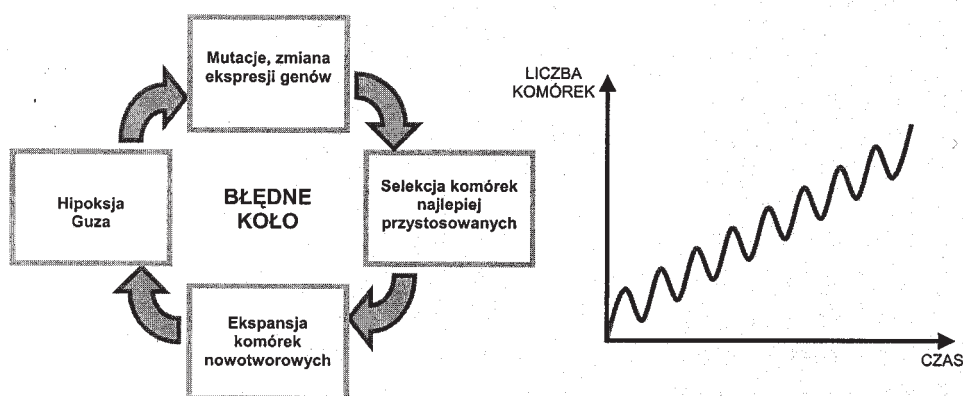 Mutacje, zmiana
ekspresji genów
Hipoksja
Guza
BŁĘDNE
KOŁO
Selekcja komórek
najlepiej
przystosowanych
Ekspansja
komórek
nowotworowych
LICZBA
KOMÓREK
CZAS